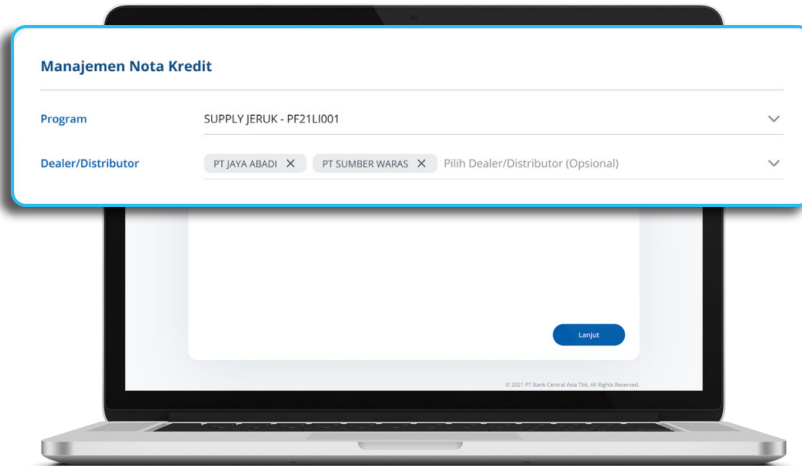 Manajemen Nota Kredit
Program SUPPLY JERUK - PF21LI001
Dealer/Distributor PT JAYA ABADI X PT SUMBER WARAS X Pilih Dealer/Distributor (Opsional)
Lanjut
© 2021 PT Bank Central Asia Tbk, All Rights Reserved.